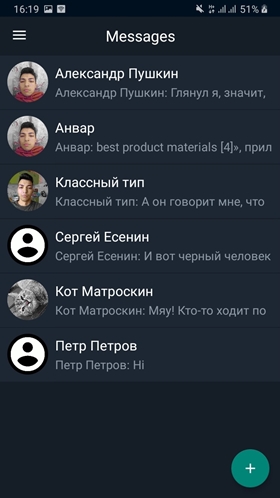 16:19 51%
Messages
Александр Пушкин
Александр Пушкин: Глянул я, значит,
Анвар
Анвар: best product materials [4]», прил
Классный тип
Классный тип: А он говорит мне, что
Сергей Есенин
Сергей Есенин: И вот черный человек
Кот Матроскин
Кот Матроскин: Мяу! Кто-то ходит по
Петр Петров
Петр Петров: Hi